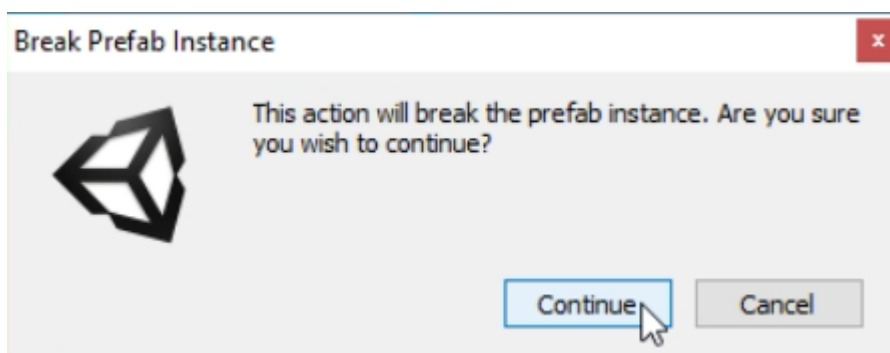 Break Prefab Instance
x
This action will break the prefab instance. Are you sure
you wish to continue?
Continue
Cancel